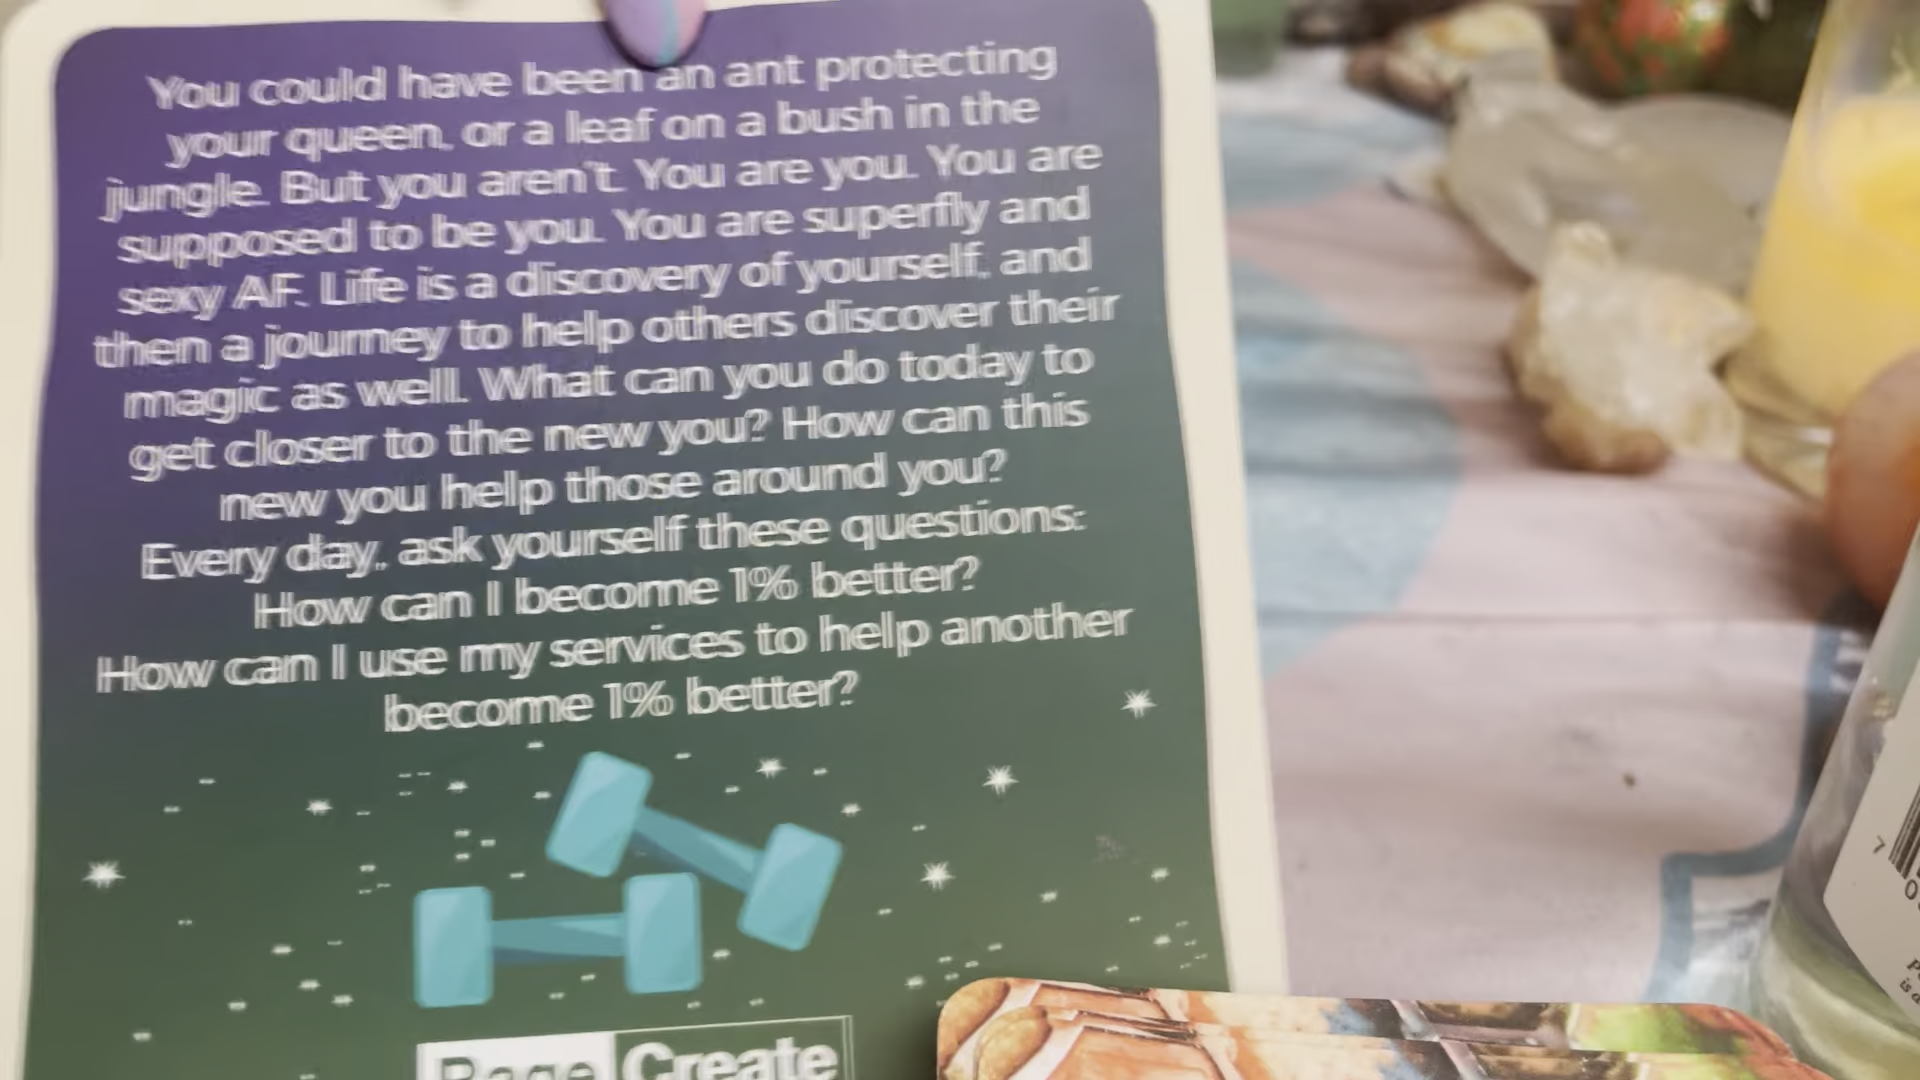 You could have been an ant protecting
your queen, or a leaf on a bush in the
jungle. But you aren't. You are you. You are
supposed to be you. You are superfly and
sexy AF. Life is a discovery of yourself, and
then a journey to help others discover their
magic as well. What can you do today to
get closer to the new you? How can this
new you help those around you?
Every day, ask yourself these questions:
How can I become 1% better?
How can I use my services to help another
become 1% better?
Create
7